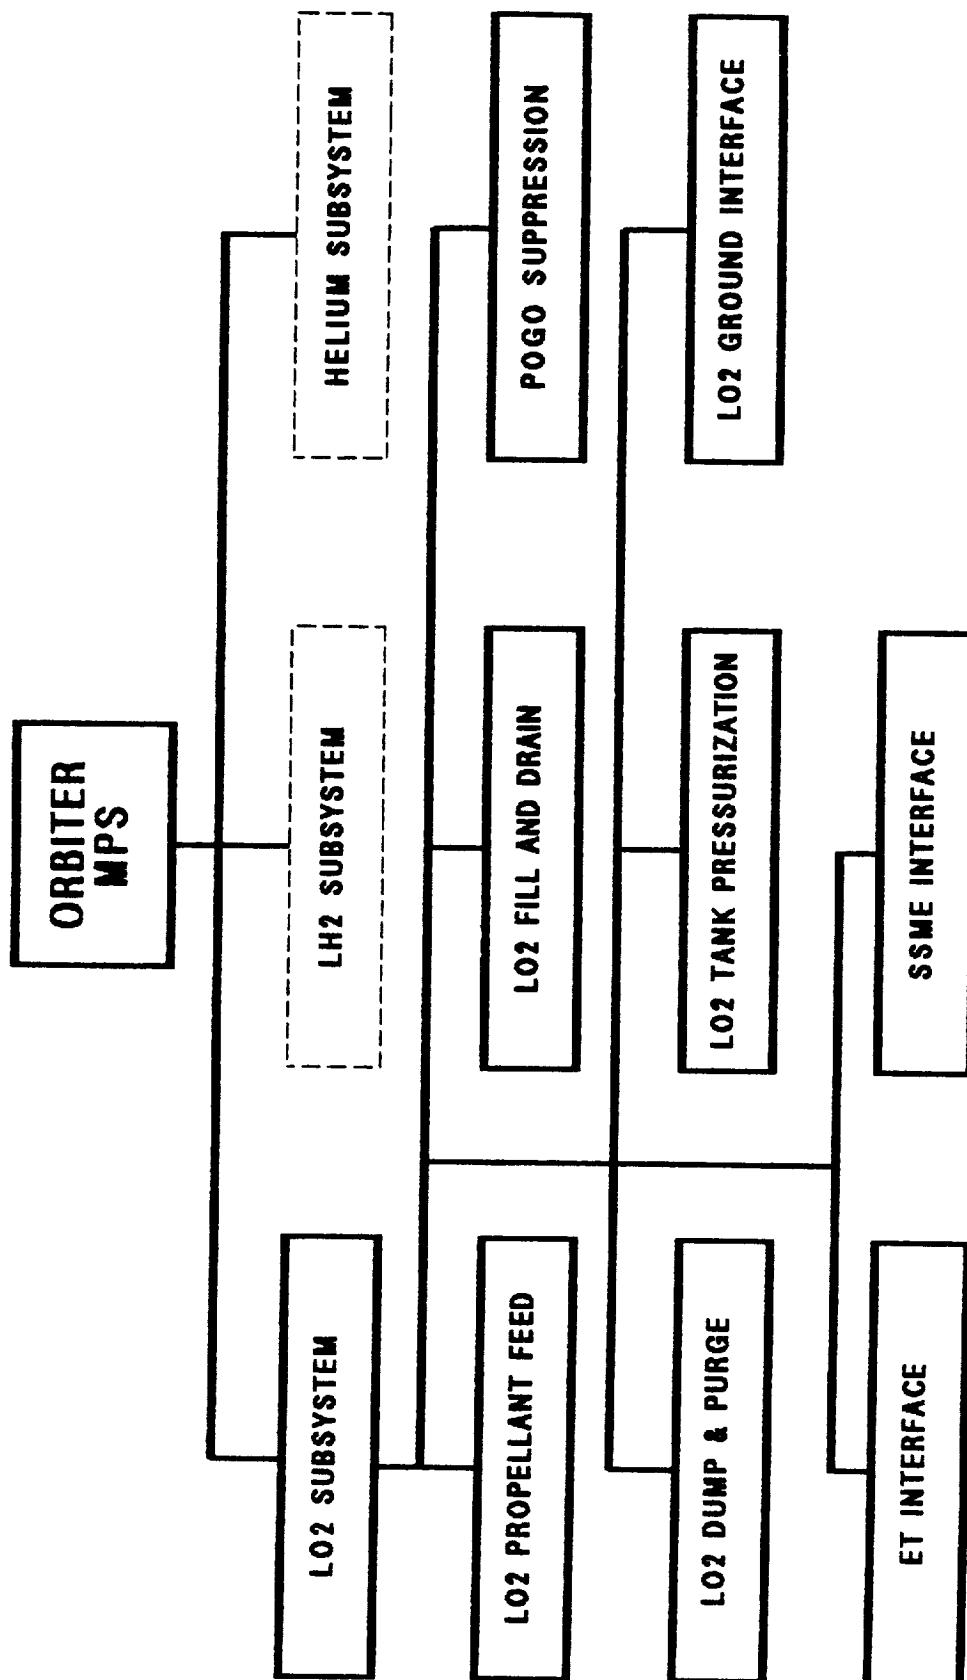 ORBITER
MPS
LO2 SUBSYSTEM
LH2 SUBSYSTEM
HELIUM SUBSYSTEM
LO2 PROPELLANT FEED
LO2 FILL AND DRAIN
POGO SUPPRESSION
LO2 DUMP & PURGE
LO2 TANK PRESSURIZATION
LO2 GROUND INTERFACE
ET INTERFACE
SSME INTERFACE